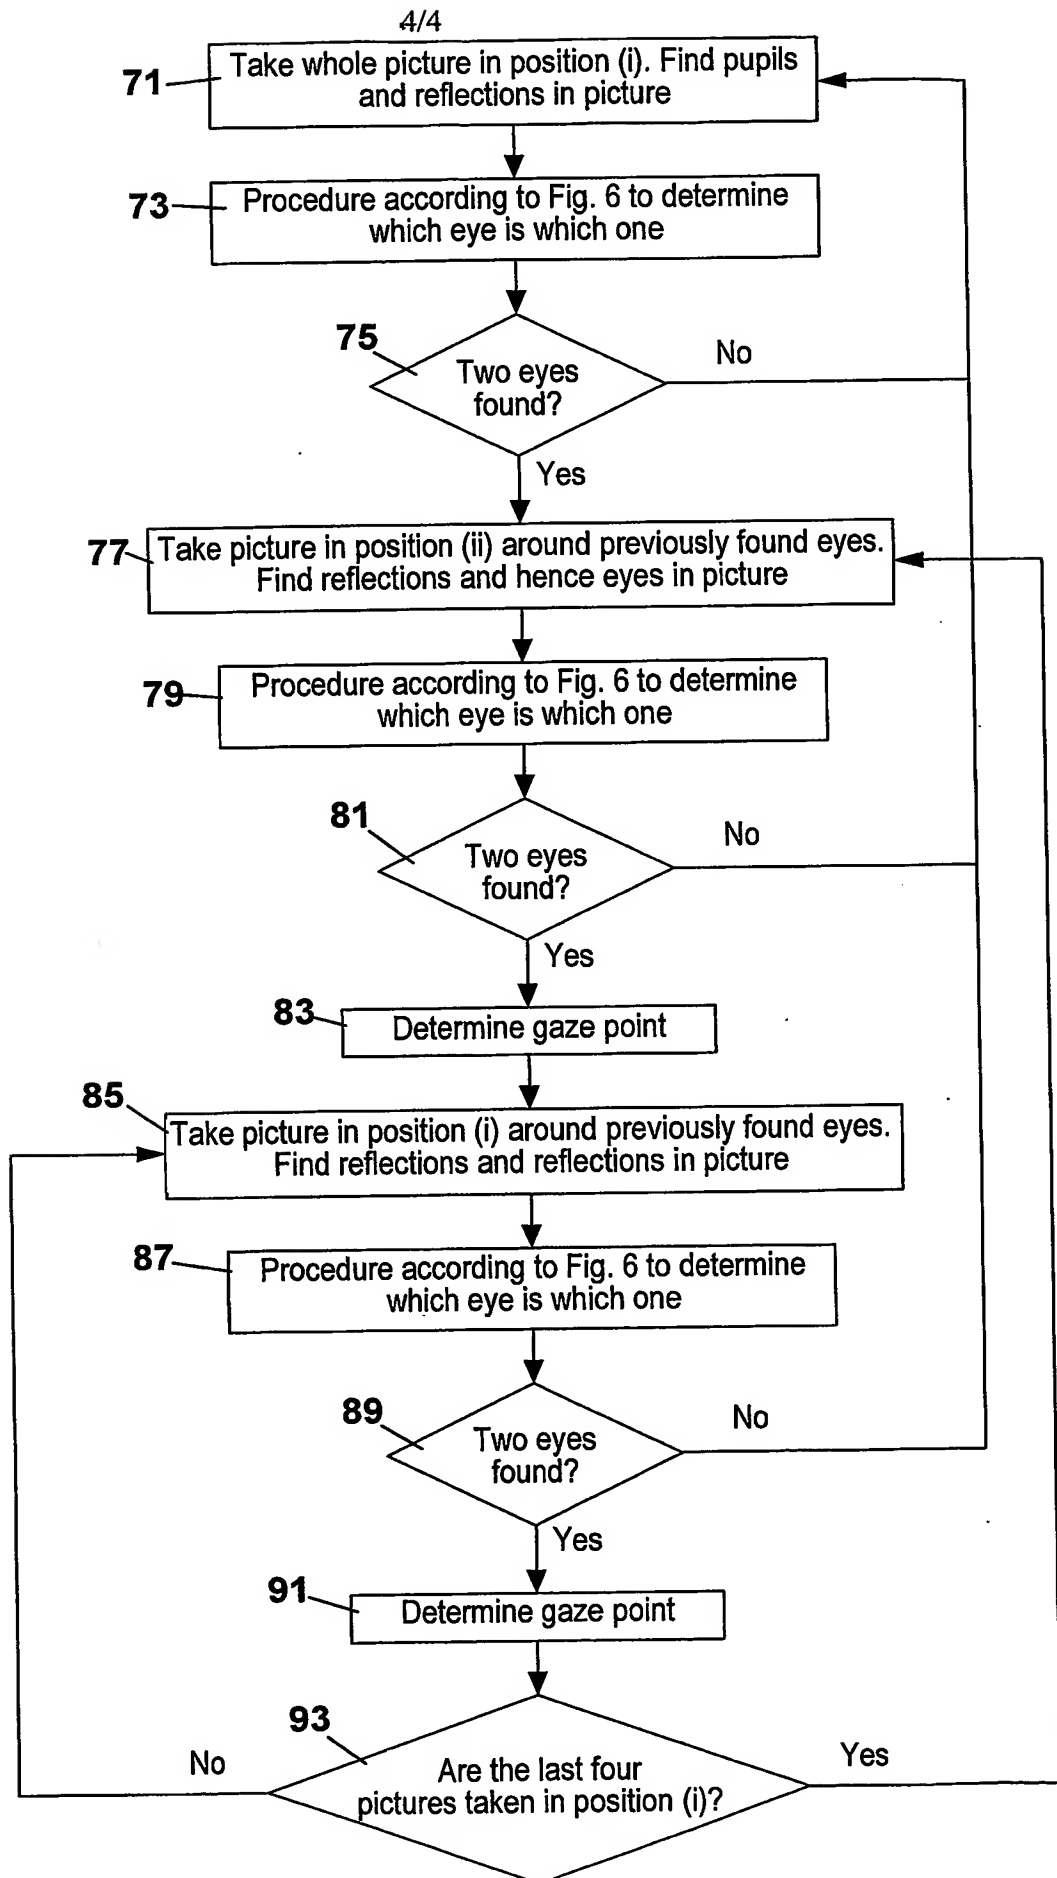 4/4
71
Take whole picture in position (i). Find pupils
and reflections in picture
73
Procedure according to Fig. 6 to determine
which eye is which one
75
Two eyes
found?
No
Yes
77
Take picture in position (ii) around previously found eyes.
Find reflections and hence eyes in picture
79
Procedure according to Fig. 6 to determine
which eye is which one
81
Two eyes
found?
No
Yes
83
Determine gaze point
85
Take picture in position (i) around previously found eyes.
Find reflections and reflections in picture
87
Procedure according to Fig. 6 to determine
which eye is which one
89
Two eyes
found?
No
Yes
91
Determine gaze point
93
No
Are the last four
pictures taken in position (i)?
Yes